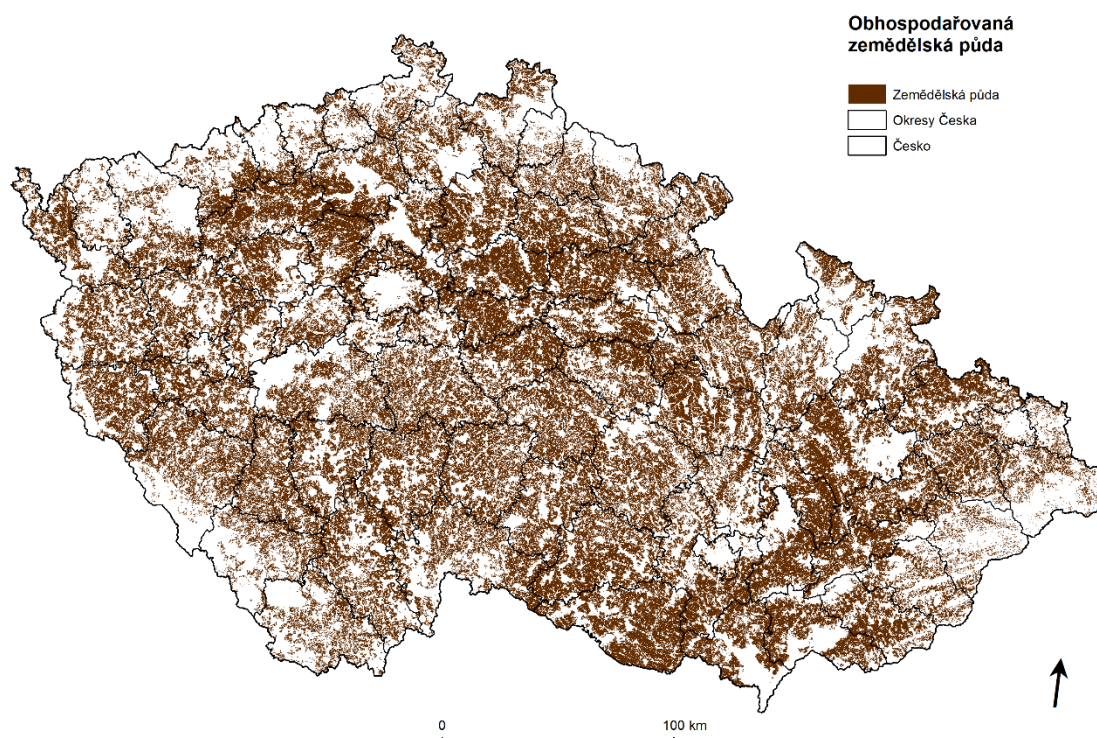 Obhospodařovaná
zemědělská půda
Zemědělská půda
Okresy Česka
Česko
0 100 km